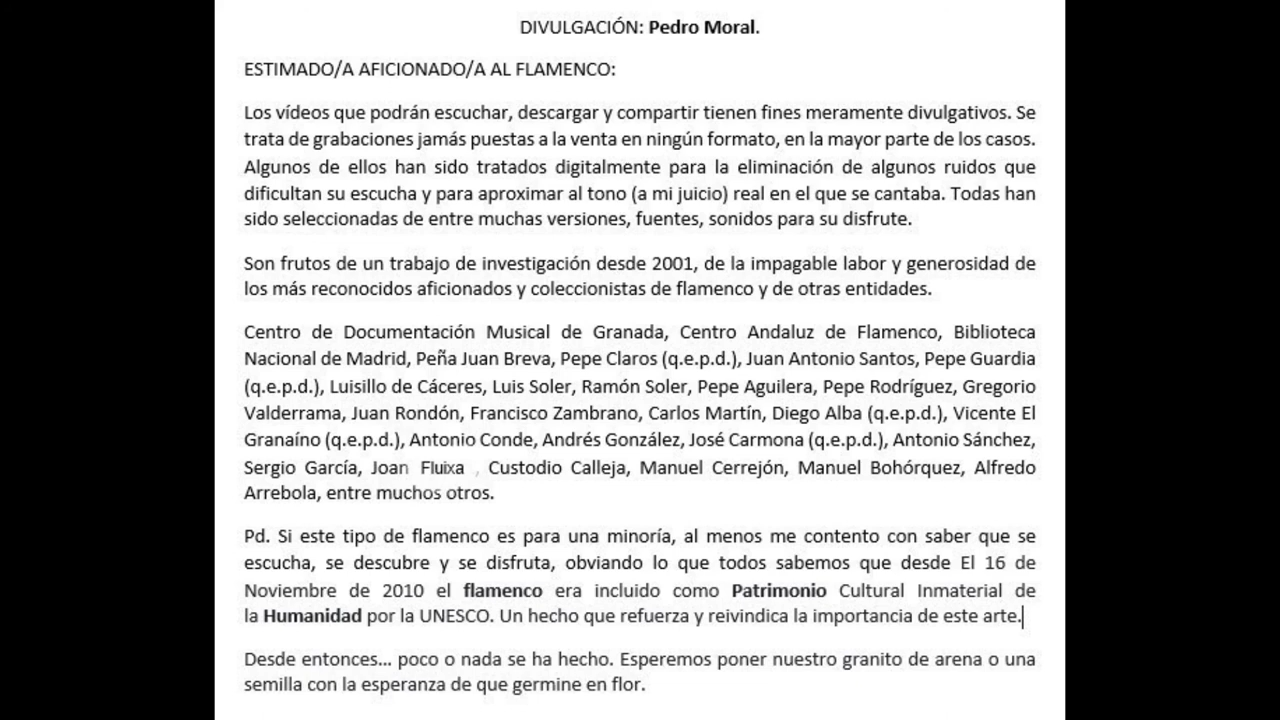 DIVULGACIÓN: Pedro Moral.
ESTIMADO/A AFICIONADO/A AL FLAMENCO:
Los vídeos que podrán escuchar, descargar y compartir tienen fines meramente divulgativos. Se
trata de grabaciones jamás puestas a la venta en ningún formato, en la mayor parte de los casos.
Algunos de ellos han sido tratados digitalmente para la eliminación de algunos ruidos que
dificultan su escucha y para aproximar al tono (a mi juicio) real en el que se cantaba. Todas han
sido seleccionadas de entre muchas versiones, fuentes, sonidos para su disfrute.
Son frutos de un trabajo de investigación desde 2001, de la impagable labor y generosidad de
los más reconocidos aficionados y coleccionistas de flamenco y de otras entidades.
Centro de Documentación Musical de Granada, Centro Andaluz de Flamenco, Biblioteca
Nacional de Madrid, Peña Juan Breva, Pepe Claros (q.e.p.d.), Juan Antonio Santos, Pepe Guardia
(q.e.p.d.), Luisillo de Cáceres, Luis Soler, Ramón Soler, Pepe Aguilera, Pepe Rodríguez, Gregorio
Valderrama, Juan Rondón, Francisco Zambrano, Carlos Martín, Diego Alba (q.e.p.d.), Vicente El
Granaíno (q.e.p.d.), Antonio Conde, Andrés González, José Carmona (q.e.p.d.), Antonio Sánchez,
Sergio García, Joan Fluixa , Custodio Calleja, Manuel Cerrejón, Manuel Bohórquez, Alfredo
Arrebola, entre muchos otros.
Pd. Si este tipo de flamenco es para una minoría, al menos me contento con saber que se
escucha, se descubre y se disfruta, obviando lo que todos sabemos que desde El 16 de
Noviembre de 2010 el flamenco era incluido como Patrimonio Cultural Inmaterial de
la Humanidad por la UNESCO. Un hecho que refuerza y reivindica la importancia de este arte.
Desde entonces... poco o nada se ha hecho. Esperemos poner nuestro granito de arena o una
semilla con la esperanza de que germine en flor.